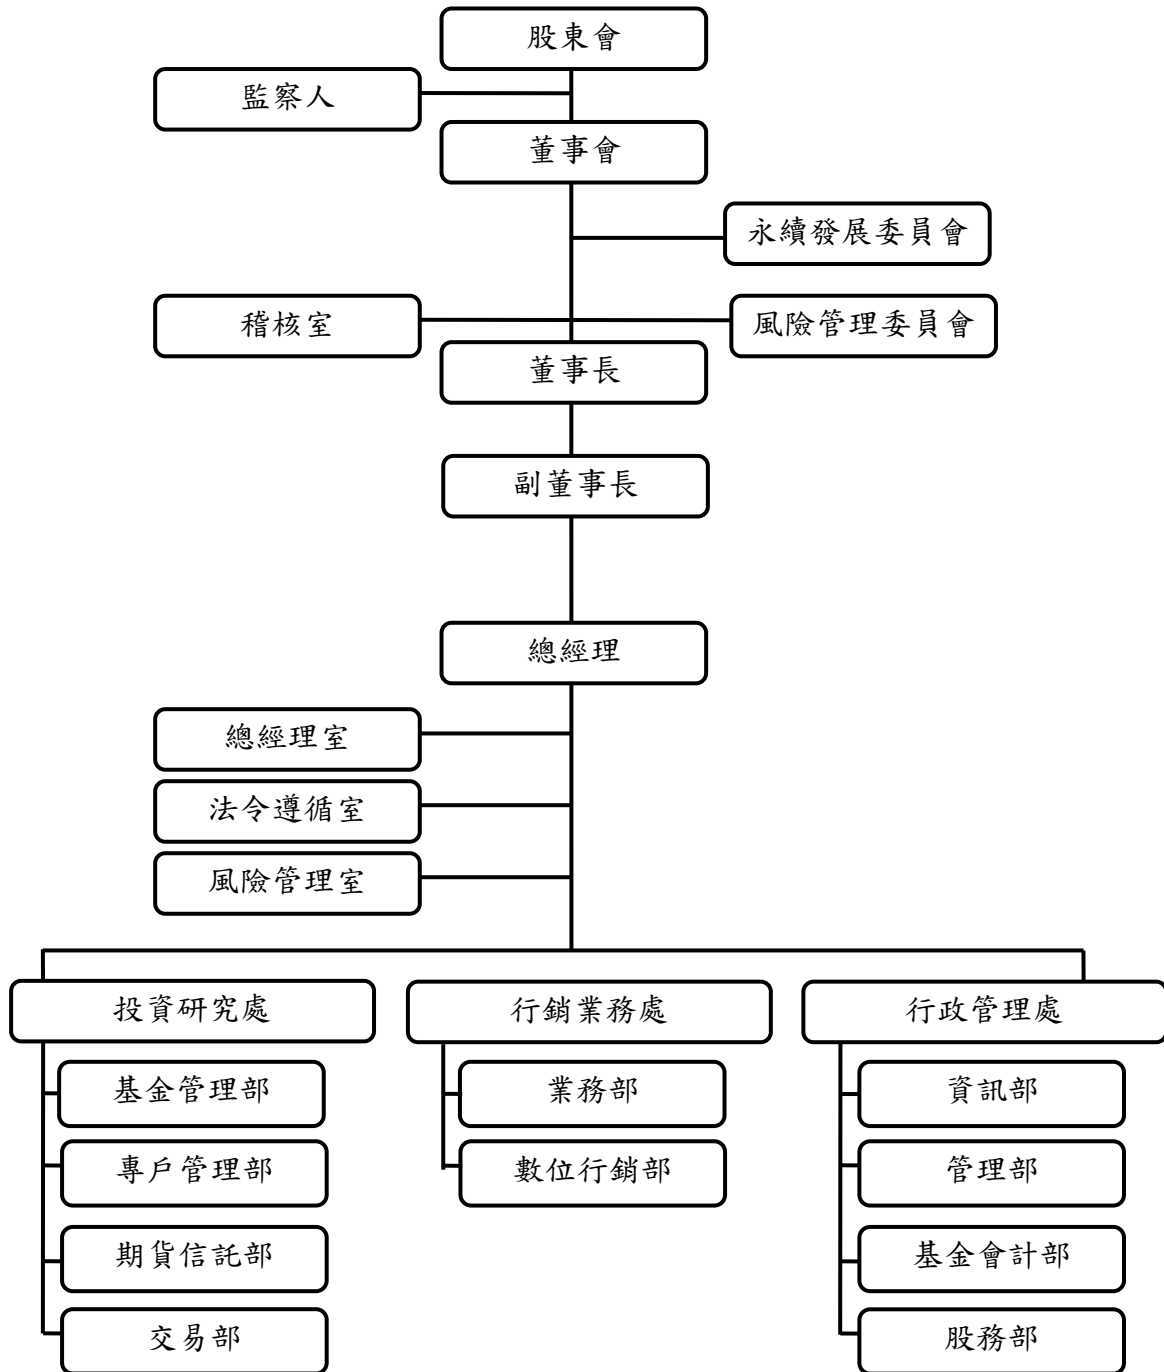 股東會
監察人
董事會
永續發展委員會
稽核室
風險管理委員會
董事長
副董事長
總經理
總經理室
法令遵循室
風險管理室
投資研究處
行銷業務處
行政管理處
基金管理部
業務部
資訊部
專戶管理部
數位行銷部
管理部
期貨信託部
基金會計部
交易部
股務部